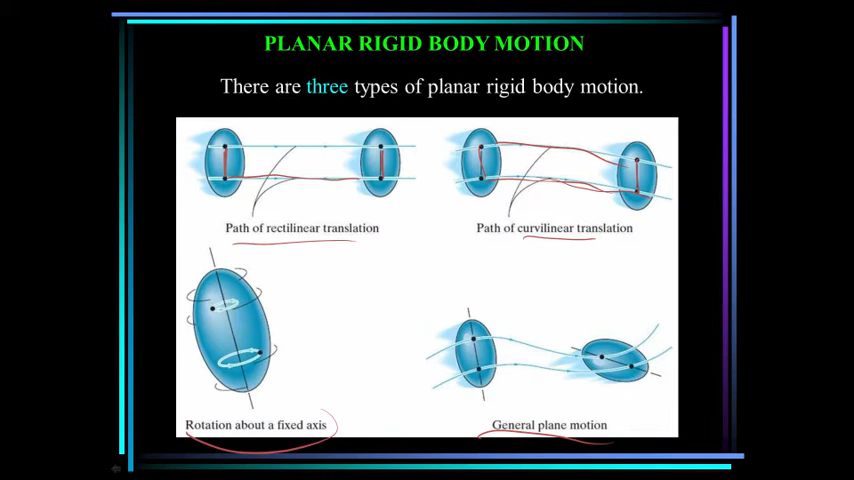 PLANAR RIGID BODY MOTION
There are three types of planar rigid body motion.
Path of rectilinear translation
Path of curvilinear translation
Rotation about a fixed axis
General plane motion